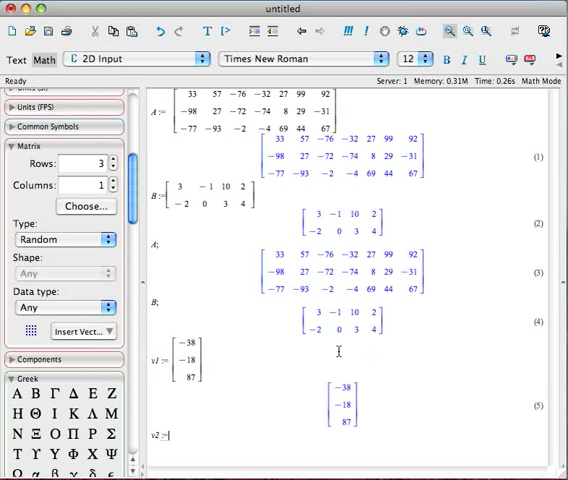 untitled
Text Math C 2D Input Times New Roman 12 B I U
Ready Server: 1 Memory: 0.31M Time: 0.26s Math Mode
Units (FPS)
Common Symbols
Matrix
Rows: 3
Columns: 1
Choose...
Type:
Random
Shape:
Any
Data type:
Any
Insert Vect...
Components
Greek
Α Β Γ Δ Ε Ζ
Η Θ Ι Κ Λ Μ
Ν Ξ Ο Π Ρ Σ
Τ Υ Φ Χ Ψ
A :=
33 57 −76 −32 27 99 92
−98 27 −72 −74 8 29 −31
−77 −93 −2 −4 69 44 67
33 57 −76 −32 27 99 92
−98 27 −72 −74 8 29 −31 (1)
−77 −93 −2 −4 69 44 67
B :=
3 −1 10 2
−2 0 3 4
3 −1 10 2
−2 0 3 4
(2)
A;
33 57 −76 −32 27 99 92
−98 27 −72 −74 8 29 −31 (3)
−77 −93 −2 −4 69 44 67
B;
3 −1 10 2
−2 0 3 4
(4)
v1 :=
−38
−18
87
−38
−18 (5)
87
v2 :=